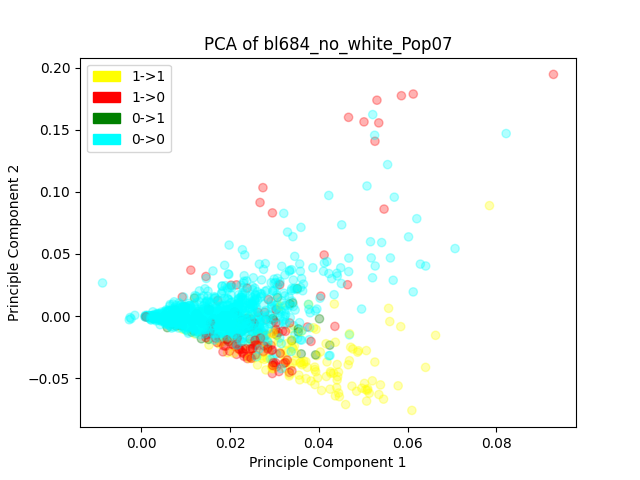 PCA of bl684_no_white_Pop07
1->1
1->0
0->1
0->0
0.20
0.15
0.10
0.05
0.00
−0.05
Principle Component 2
0.00 0.02 0.04 0.06 0.08
Principle Component 1